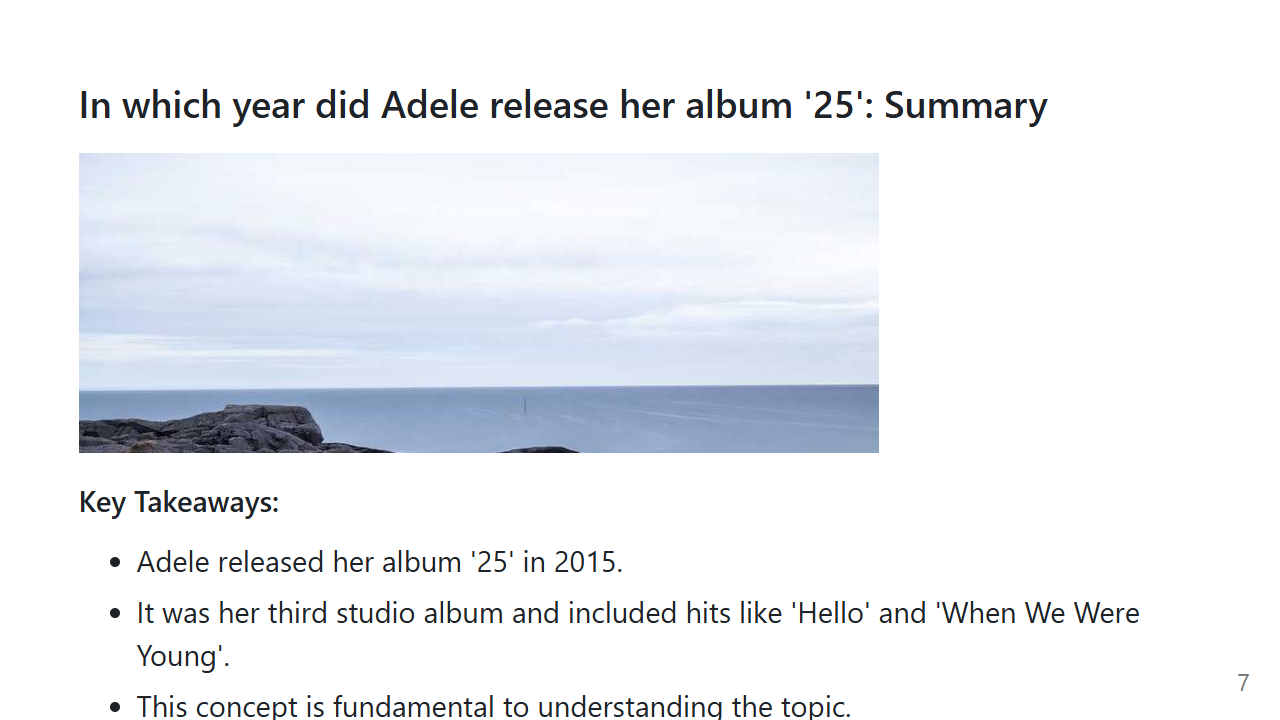 In which year did Adele release her album '25': Summary
Key Takeaways:
• Adele released her album '25' in 2015.
• It was her third studio album and included hits like 'Hello' and 'When We Were
Young'.
• This concept is fundamental to understanding the topic.
7